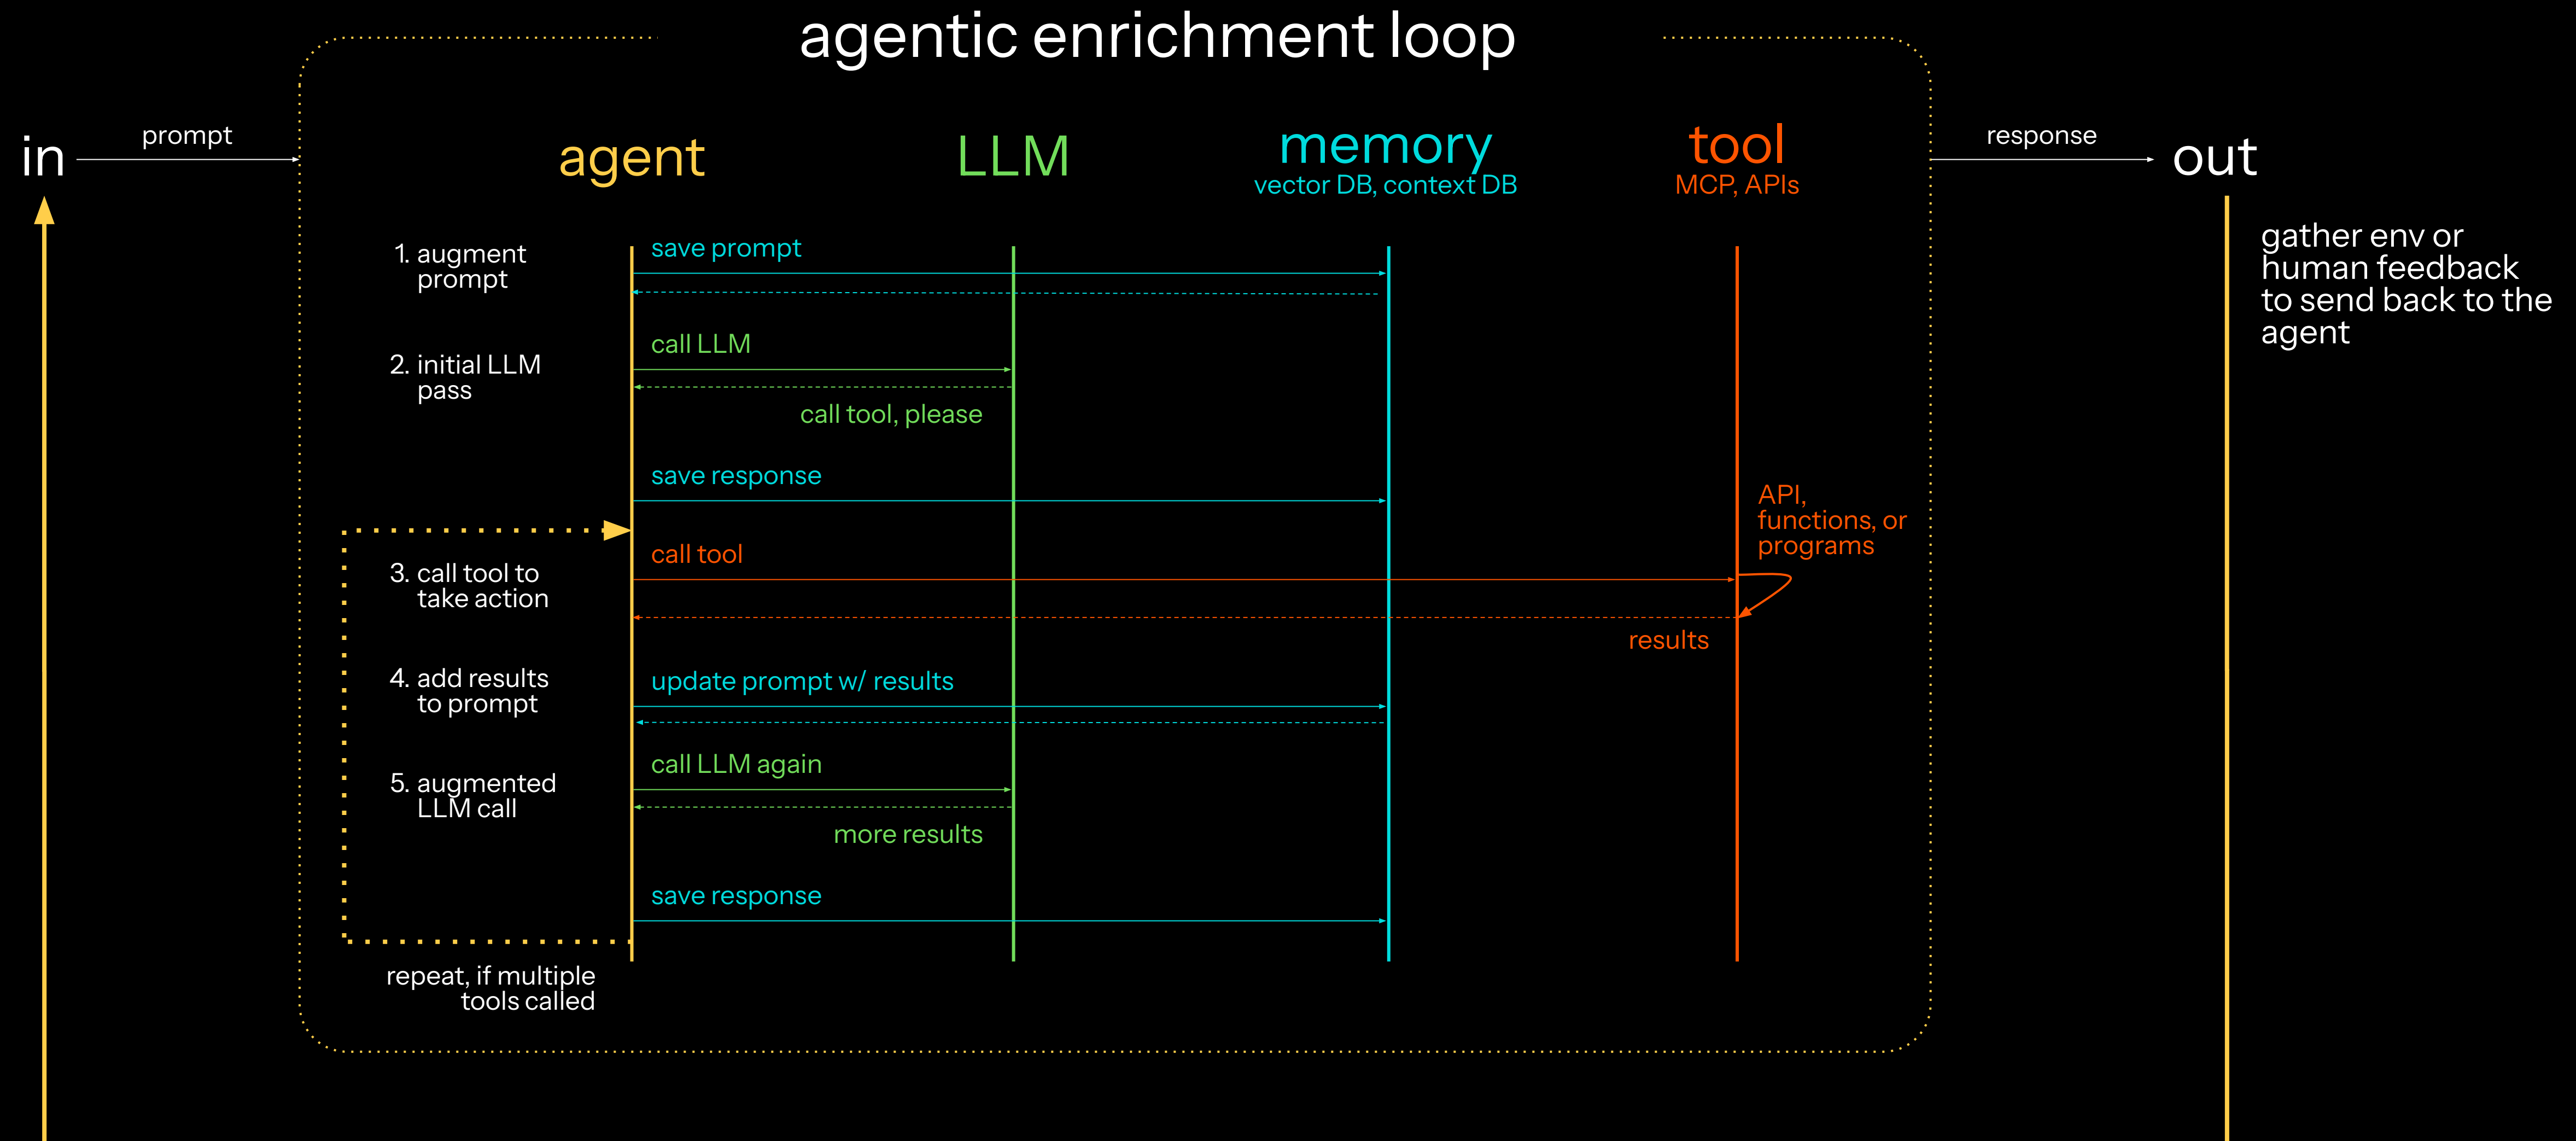 agentic enrichment loop
in
prompt
agent
LLM
memory
vector DB, context DB
tool
MCP, APIs
response
out
gather env or
human feedback
to send back to the
agent
1. augment
prompt
save prompt
2. initial LLM
pass
call LLM
call tool, please
save response
API,
functions, or
programs
3. call tool to
take action
call tool
results
4. add results
to prompt
update prompt w/ results
5. augmented
LLM call
call LLM again
more results
save response
repeat, if multiple
tools called